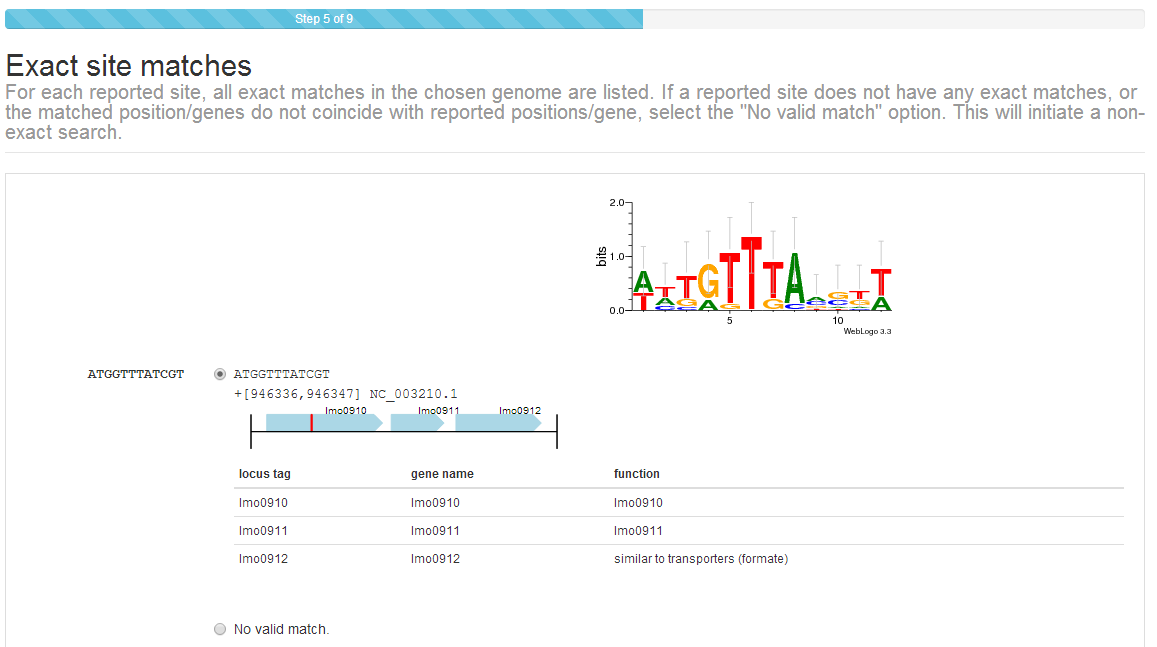 Step 5 of 9
Exact site matches
For each reported site, all exact matches in the chosen genome are listed. If a reported site does not have any exact matches, or
the matched position/genes do not coincide with reported positions/gene, select the "No valid match" option. This will initiate a non-
exact search.
2.0
bits
1.0
0.0
5
10
WebLogo 3.3
ATGGTTTATCGT
ATGGTTTATCGT
+[946336,946347] NC_003210.1
lmo0910 lmo0911 lmo0912
locus tag gene name function
lmo0910 lmo0910 lmo0910
lmo0911 lmo0911 lmo0911
lmo0912 lmo0912 similar to transporters (formate)
No valid match.